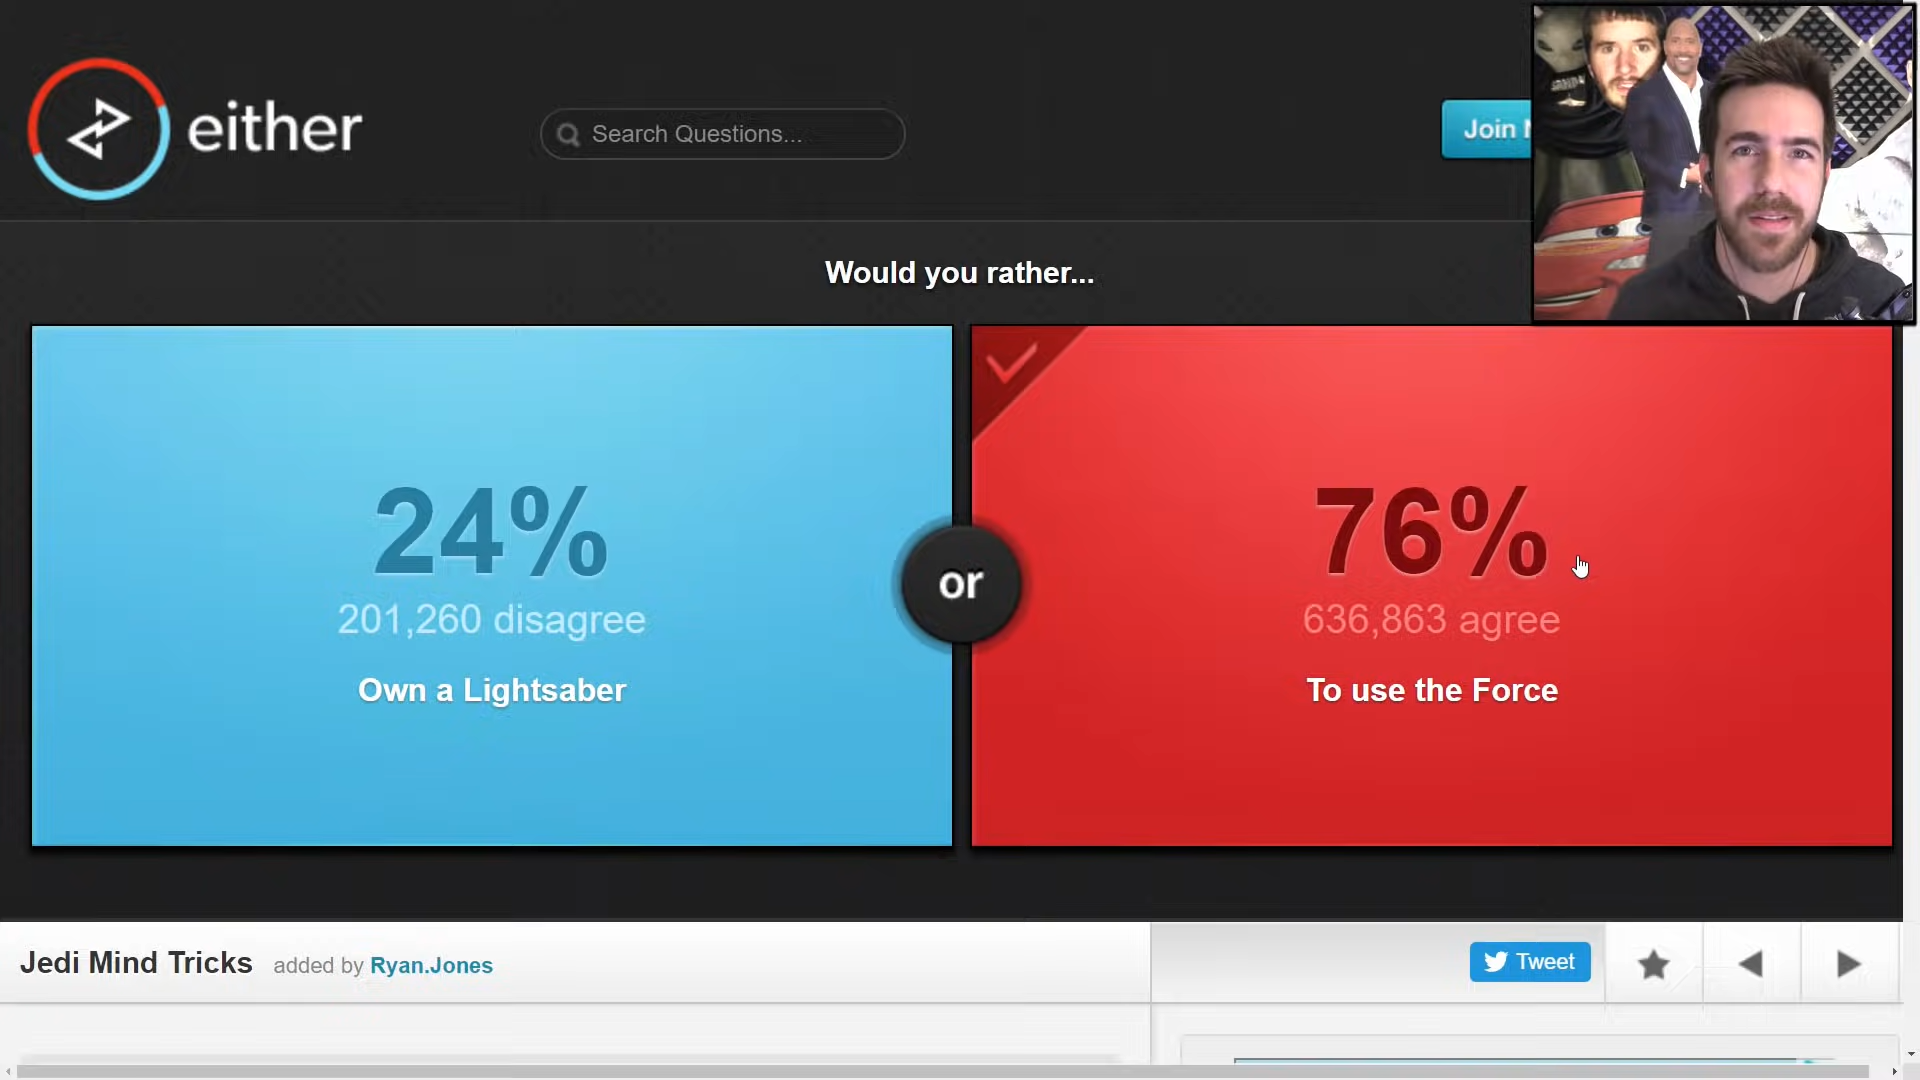 either
Search Questions...
Join
Would you rather...
24%
201,260 disagree
Own a Lightsaber
or
76%
636,863 agree
To use the Force
Jedi Mind Tricks added by Ryan.Jones
Tweet